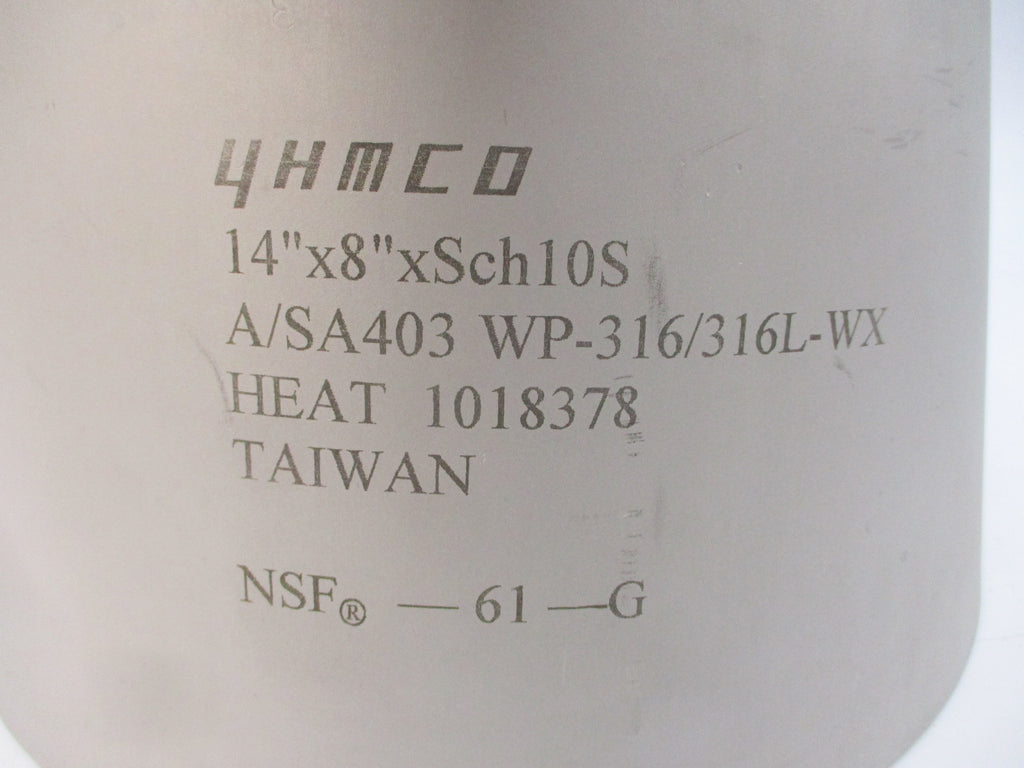 YHMCO
14"x8"xSch10S
A/SA403 WP-316/316L-WX
HEAT 1018378
TAIWAN
NSF® — 61 —G